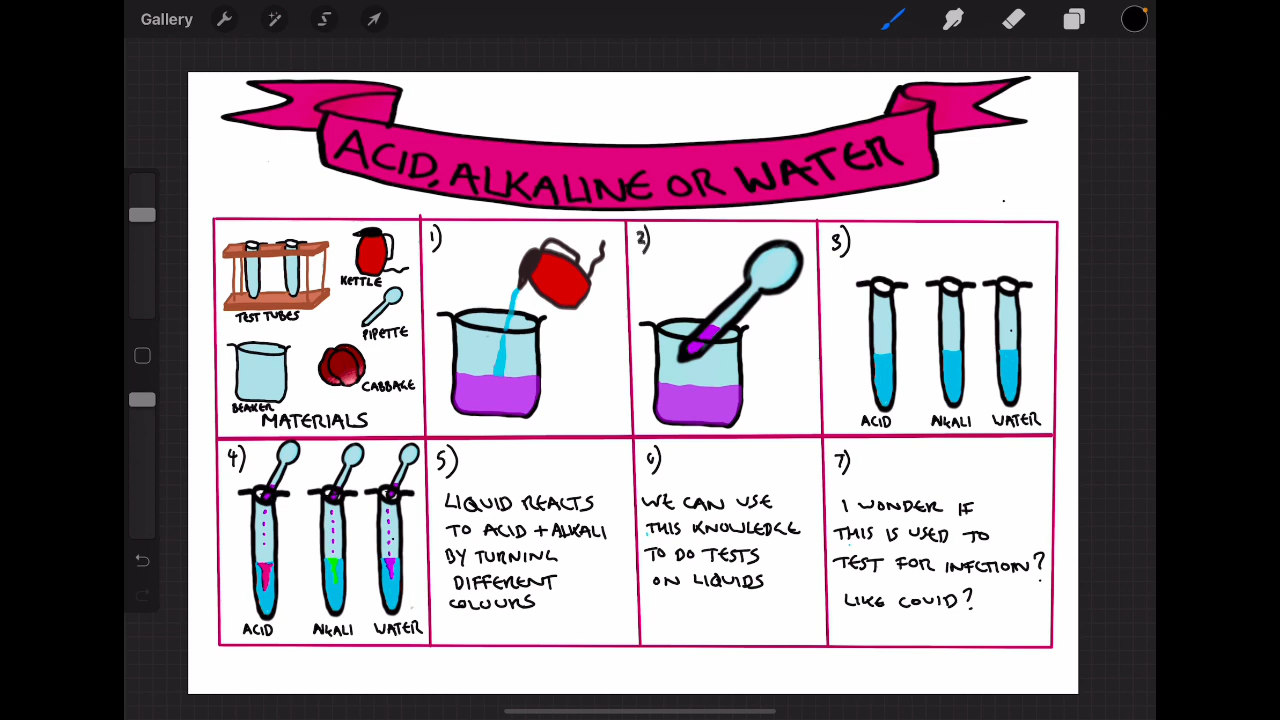 Gallery
ACID, ALKALINE OR WATER
TEST TUBES
KETTLE
PIPETTE
BEAKER
CABBAGE
MATERIALS
1)
2)
3)
ACID ALKALI WATER
4)
ACID ALKALI WATER
5)
LIQUID REACTS
TO ACID + ALKALI
BY TURNING
DIFFERENT
COLOURS
6)
WE CAN USE
THIS KNOWLEDGE
TO DO TESTS
ON LIQUIDS
7)
I WONDER IF
THIS IS USED TO
TEST FOR INFECTION?
LIKE COVID?